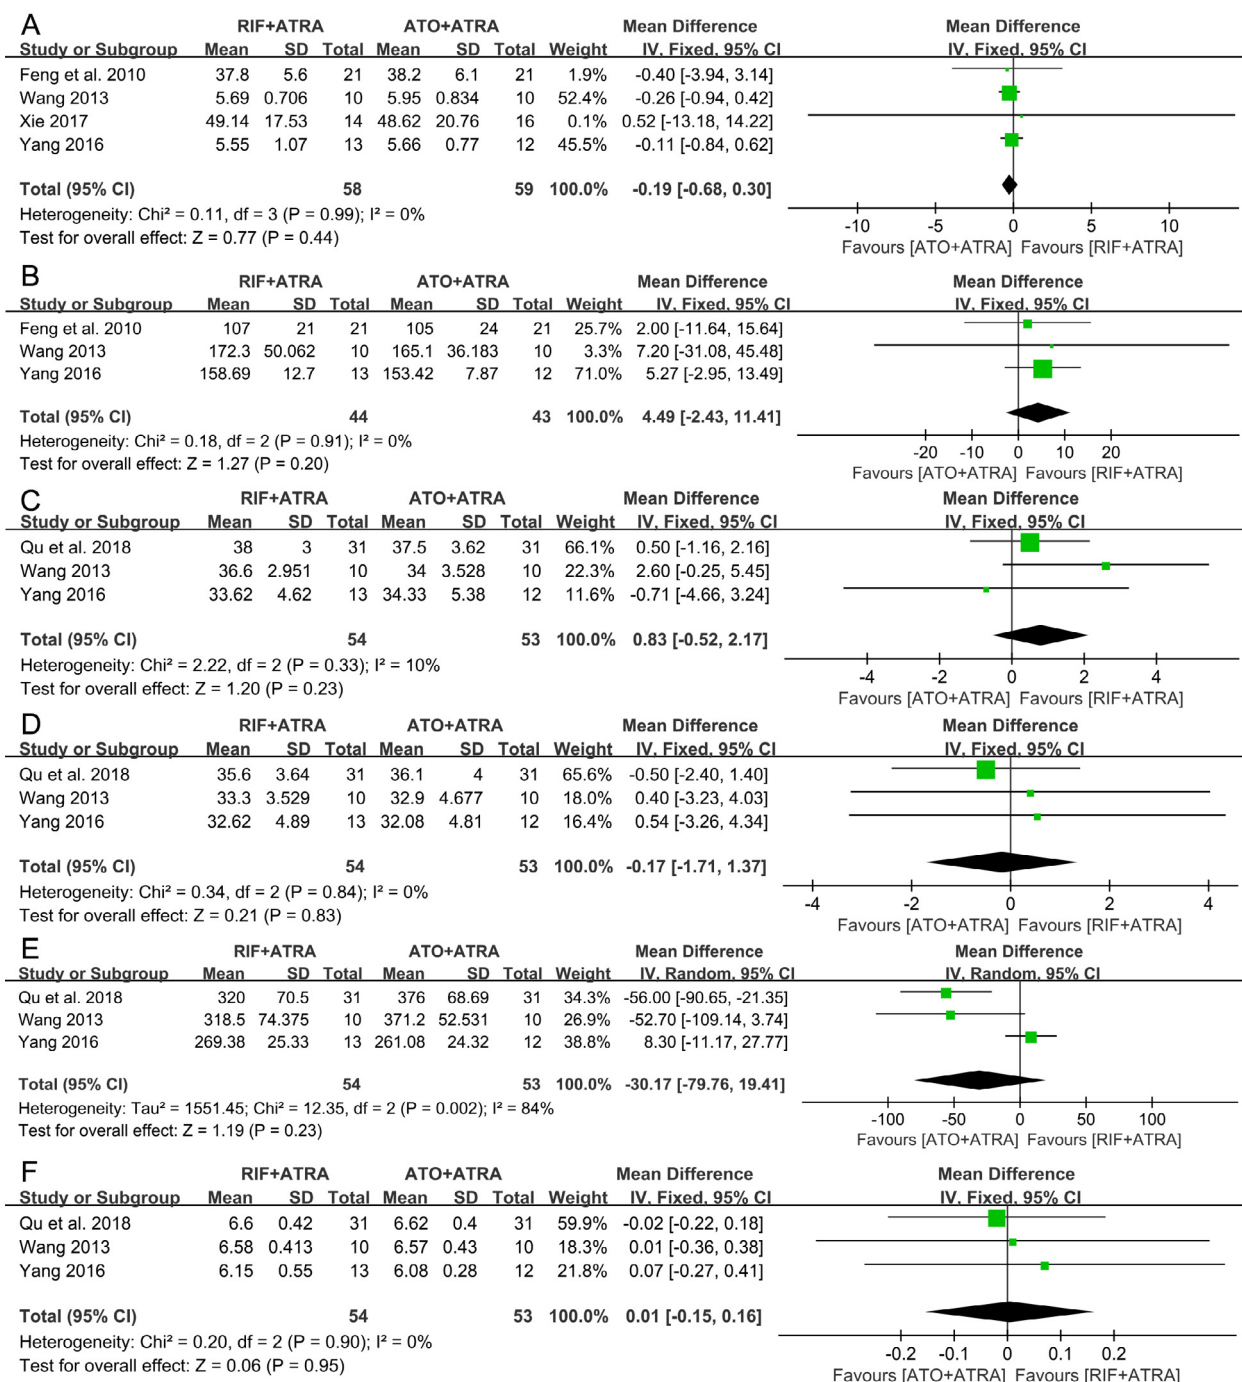 A
RIF+ATRA ATO+ATRA Mean Difference Mean Difference
Study or Subgroup Mean SD Total Mean SD Total Weight IV, Fixed, 95% CI IV, Fixed, 95% CI
Feng et al. 2010 37.8 5.6 21 38.2 6.1 21 1.9% -0.40 [-3.94, 3.14]
Wang 2013 5.69 0.706 10 5.95 0.834 10 52.4% -0.26 [-0.94, 0.42]
Xie 2017 49.14 17.53 14 48.62 20.76 16 0.1% 0.52 [-13.18, 14.22]
Yang 2016 5.55 1.07 13 5.66 0.77 12 45.5% -0.11 [-0.84, 0.62]
Total (95% CI) 58 59 100.0% -0.19 [-0.68, 0.30]
Heterogeneity: Chi² = 0.11, df = 3 (P = 0.99); I² = 0%
Test for overall effect: Z = 0.77 (P = 0.44)
-10 -5 0 5 10
Favours [ATO+ATRA] Favours [RIF+ATRA]
B
RIF+ATRA ATO+ATRA Mean Difference Mean Difference
Study or Subgroup Mean SD Total Mean SD Total Weight IV, Fixed, 95% CI IV, Fixed, 95% CI
Feng et al. 2010 107 21 21 105 24 21 25.7% 2.00 [-11.64, 15.64]
Wang 2013 172.3 50.062 10 165.1 36.183 10 3.3% 7.20 [-31.08, 45.48]
Yang 2016 158.69 12.7 13 153.42 7.87 12 71.0% 5.27 [-2.95, 13.49]
Total (95% CI) 44 43 100.0% 4.49 [-2.43, 11.41]
Heterogeneity: Chi² = 0.18, df = 2 (P = 0.91); I² = 0%
Test for overall effect: Z = 1.27 (P = 0.20)
-20 -10 0 10 20
Favours [ATO+ATRA] Favours [RIF+ATRA]
C
RIF+ATRA ATO+ATRA Mean Difference Mean Difference
Study or Subgroup Mean SD Total Mean SD Total Weight IV, Fixed, 95% CI IV, Fixed, 95% CI
Qu et al. 2018 38 3 31 37.5 3.62 31 66.1% 0.50 [-1.16, 2.16]
Wang 2013 36.6 2.951 10 34 3.528 10 22.3% 2.60 [-0.25, 5.45]
Yang 2016 33.62 4.62 13 34.33 5.38 12 11.6% -0.71 [-4.66, 3.24]
Total (95% CI) 54 53 100.0% 0.83 [-0.52, 2.17]
Heterogeneity: Chi² = 2.22, df = 2 (P = 0.33); I² = 10%
Test for overall effect: Z = 1.20 (P = 0.23)
-4 -2 0 2 4
Favours [ATO+ATRA] Favours [RIF+ATRA]
D
RIF+ATRA ATO+ATRA Mean Difference Mean Difference
Study or Subgroup Mean SD Total Mean SD Total Weight IV, Fixed, 95% CI IV, Fixed, 95% CI
Qu et al. 2018 35.6 3.64 31 36.1 4 31 65.6% -0.50 [-2.40, 1.40]
Wang 2013 33.3 3.529 10 32.9 4.677 10 18.0% 0.40 [-3.23, 4.03]
Yang 2016 32.62 4.89 13 32.08 4.81 12 16.4% 0.54 [-3.26, 4.34]
Total (95% CI) 54 53 100.0% -0.17 [-1.71, 1.37]
Heterogeneity: Chi² = 0.34, df = 2 (P = 0.84); I² = 0%
Test for overall effect: Z = 0.21 (P = 0.83)
-4 -2 0 2 4
Favours [ATO+ATRA] Favours [RIF+ATRA]
E
RIF+ATRA ATO+ATRA Mean Difference Mean Difference
Study or Subgroup Mean SD Total Mean SD Total Weight IV, Random, 95% CI IV, Random, 95% CI
Qu et al. 2018 320 70.5 31 376 68.69 31 34.3% -56.00 [-90.65, -21.35]
Wang 2013 318.5 74.375 10 371.2 52.531 10 26.9% -52.70 [-109.14, 3.74]
Yang 2016 269.38 25.33 13 261.08 24.32 12 38.8% 8.30 [-11.17, 27.77]
Total (95% CI) 54 53 100.0% -30.17 [-79.76, 19.41]
Heterogeneity: Tau² = 1551.45; Chi² = 12.35, df = 2 (P = 0.002); I² = 84%
Test for overall effect: Z = 1.19 (P = 0.23)
-100 -50 0 50 100
Favours [ATO+ATRA] Favours [RIF+ATRA]
F
RIF+ATRA ATO+ATRA Mean Difference Mean Difference
Study or Subgroup Mean SD Total Mean SD Total Weight IV, Fixed, 95% CI IV, Fixed, 95% CI
Qu et al. 2018 6.6 0.42 31 6.62 0.4 31 59.9% -0.02 [-0.22, 0.18]
Wang 2013 6.58 0.413 10 6.57 0.43 10 18.3% 0.01 [-0.36, 0.38]
Yang 2016 6.15 0.55 13 6.08 0.28 12 21.8% 0.07 [-0.27, 0.41]
Total (95% CI) 54 53 100.0% 0.01 [-0.15, 0.16]
Heterogeneity: Chi² = 0.20, df = 2 (P = 0.90); I² = 0%
Test for overall effect: Z = 0.06 (P = 0.95)
-0.2 -0.1 0 0.1 0.2
Favours [ATO+ATRA] Favours [RIF+ATRA]